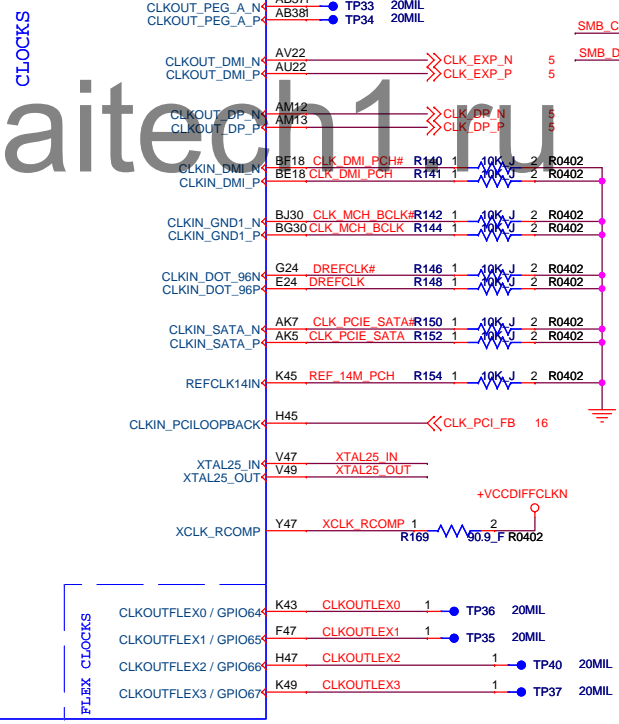 CLOCKS
CLKOUT_PEG_A_N AB37 1 TP33 20MIL
CLKOUT_PEG_A_P AB38 1 TP34 20MIL
SMB_C
SMB_D
CLKOUT_DMI_N AV22 CLK_EXP_N 5
CLKOUT_DMI_P AU22 CLK_EXP_P 5
aitech1.ru
CLKOUT_DP_N AM12 CLK_DP_N 5
CLKOUT_DP_P AM13 CLK_DP_P 5
CLKIN_DMI_N BF18 CLK_DMI_PCH# R140 1 10K_J 2 R0402
CLKIN_DMI_P BE18 CLK_DMI_PCH R141 1 10K_J 2 R0402
CLKIN_GND1_N BJ30 CLK_MCH_BCLK# R142 1 10K_J 2 R0402
CLKIN_GND1_P BG30 CLK_MCH_BCLK R144 1 10K_J 2 R0402
CLKIN_DOT_96N G24 DREFCLK# R146 1 10K_J 2 R0402
CLKIN_DOT_96P E24 DREFCLK R148 1 10K_J 2 R0402
CLKIN_SATA_N AK7 CLK_PCIE_SATA# R150 1 10K_J 2 R0402
CLKIN_SATA_P AK5 CLK_PCIE_SATA R152 1 10K_J 2 R0402
REFCLK14IN K45 REF_14M_PCH R154 1 10K_J 2 R0402
CLKIN_PCILOOPBACK H45 CLK_PCI_FB 16
XTAL25_IN V47 XTAL25_IN
XTAL25_OUT V49 XTAL25_OUT
+VCCDIFFCLKN
XCLK_RCOMP Y47 XCLK_RCOMP 1 2
R169 90.9_F R0402
FLEX CLOCKS
CLKOUTFLEX0 / GPIO64 K43 CLKOUTLEX0 1 TP36 20MIL
CLKOUTFLEX1 / GPIO65 F47 CLKOUTLEX1 1 TP35 20MIL
CLKOUTFLEX2 / GPIO66 H47 CLKOUTLEX2 1 TP40 20MIL
CLKOUTFLEX3 / GPIO67 K49 CLKOUTLEX3 1 TP37 20MIL